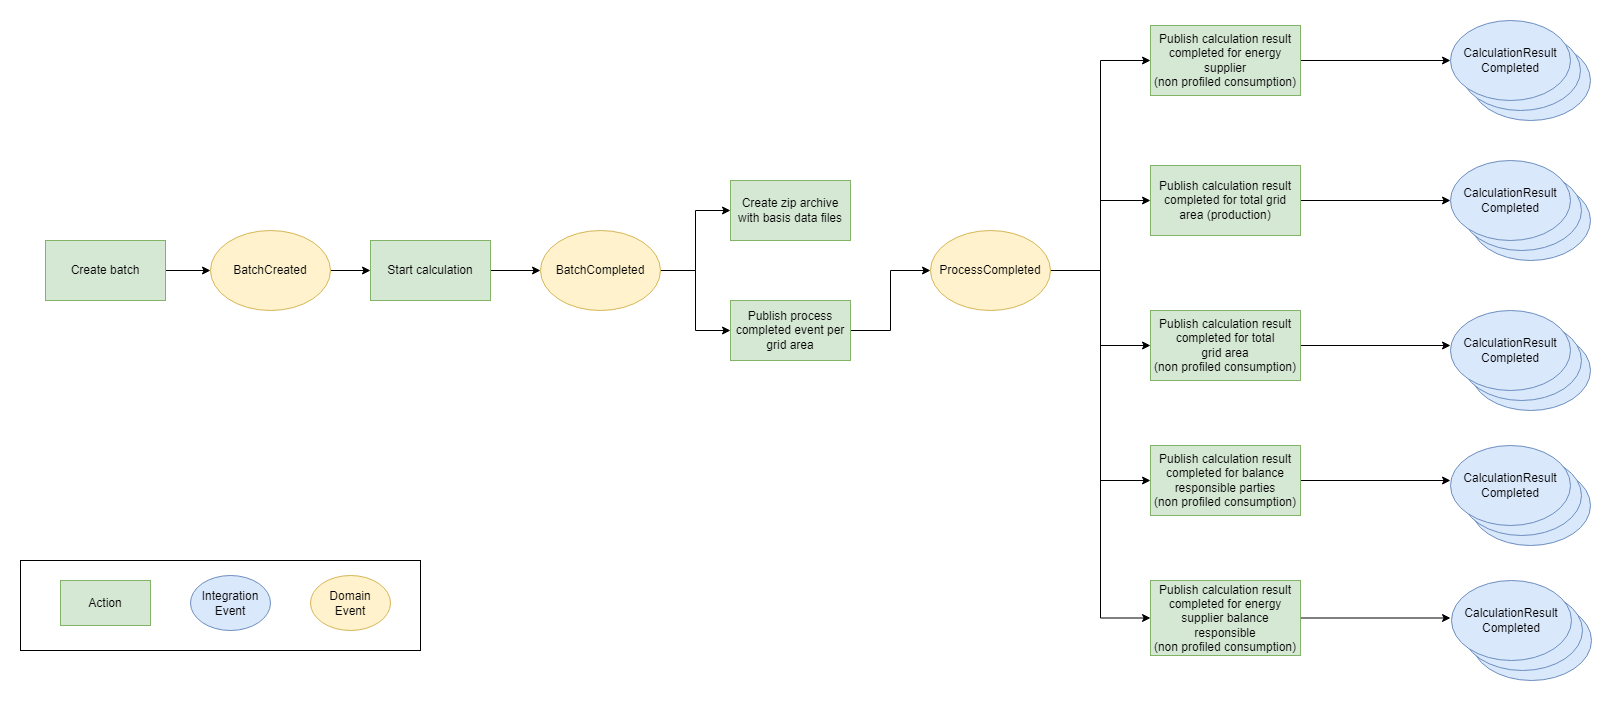 Create batch
BatchCreated
Start calculation
BatchCompleted
Create zip archive
with basis data files
Publish process
completed event per
grid area
ProcessCompleted
Publish calculation result
completed for energy
supplier
(non profiled consumption)
CalculationResult
Completed
Publish calculation result
completed for total grid
area (production)
CalculationResult
Completed
Publish calculation result
completed for total
grid area
(non profiled consumption)
CalculationResult
Completed
Publish calculation result
completed for balance
responsible parties
(non profiled consumption)
CalculationResult
Completed
Publish calculation result
completed for energy
supplier balance
responsible
(non profiled consumption)
CalculationResult
Completed
Action
Integration
Event
Domain
Event